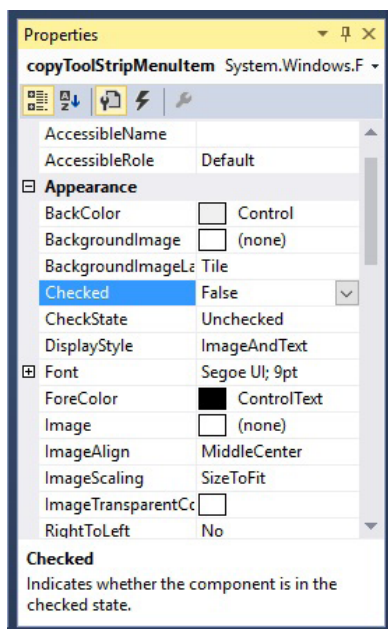 Properties
copyToolStripMenuItem System.Windows.F
AccessibleName
AccessibleRole Default
Appearance
BackColor Control
BackgroundImage (none)
BackgroundImageLa Tile
Checked False
CheckState Unchecked
DisplayStyle ImageAndText
Font Segoe UI; 9pt
ForeColor ControlText
Image (none)
ImageAlign MiddleCenter
ImageScaling SizeToFit
ImageTransparentCo
RightToLeft No
Checked
Indicates whether the component is in the
checked state.